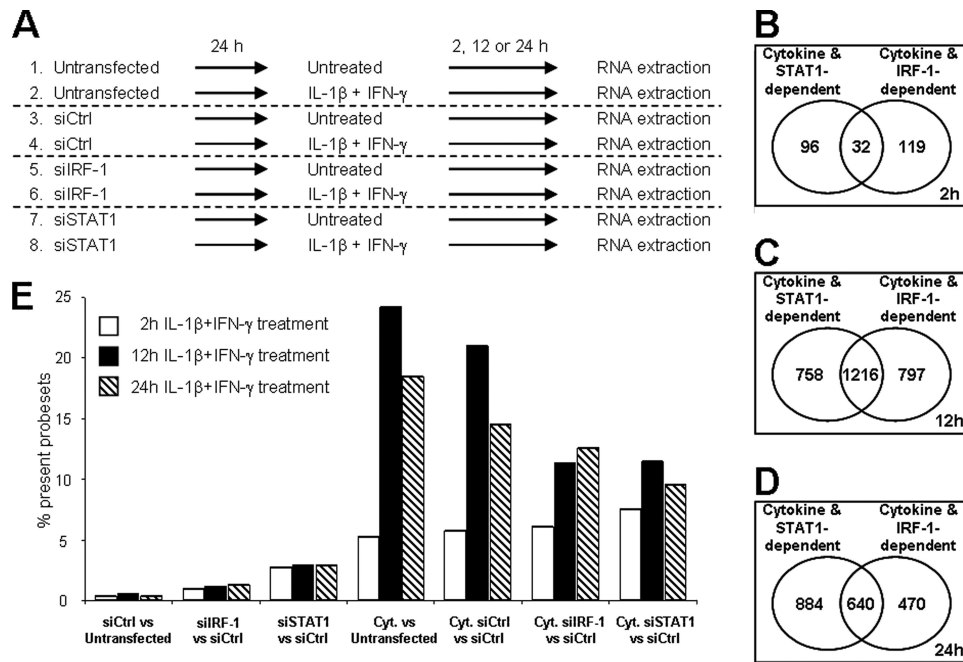 A
24 h
2, 12 or 24 h
1. Untransfected Untreated RNA extraction
2. Untransfected IL-1β + IFN-γ RNA extraction
3. siCtrl Untreated RNA extraction
4. siCtrl IL-1β + IFN-γ RNA extraction
5. siIRF-1 Untreated RNA extraction
6. siIRF-1 IL-1β + IFN-γ RNA extraction
7. siSTAT1 Untreated RNA extraction
8. siSTAT1 IL-1β + IFN-γ RNA extraction
B
Cytokine & Cytokine &
STAT1- IRF-1-
dependent dependent
96 32 119
2h
C
Cytokine & Cytokine &
STAT1- IRF-1-
dependent dependent
758 1216 797
12h
D
Cytokine & Cytokine &
STAT1- IRF-1-
dependent dependent
884 640 470
24h
E
% present probesets
25
20
15
10
5
0
2h IL-1β+IFN-γ treatment
12h IL-1β+IFN-γ treatment
24h IL-1β+IFN-γ treatment
siCtrl vs
Untransfected
siIRF-1
vs siCtrl
siSTAT1
vs siCtrl
Cyt. vs
Untransfected
Cyt. siCtrl
vs siCtrl
Cyt. siIRF-1
vs siCtrl
Cyt. siSTAT1
vs siCtrl